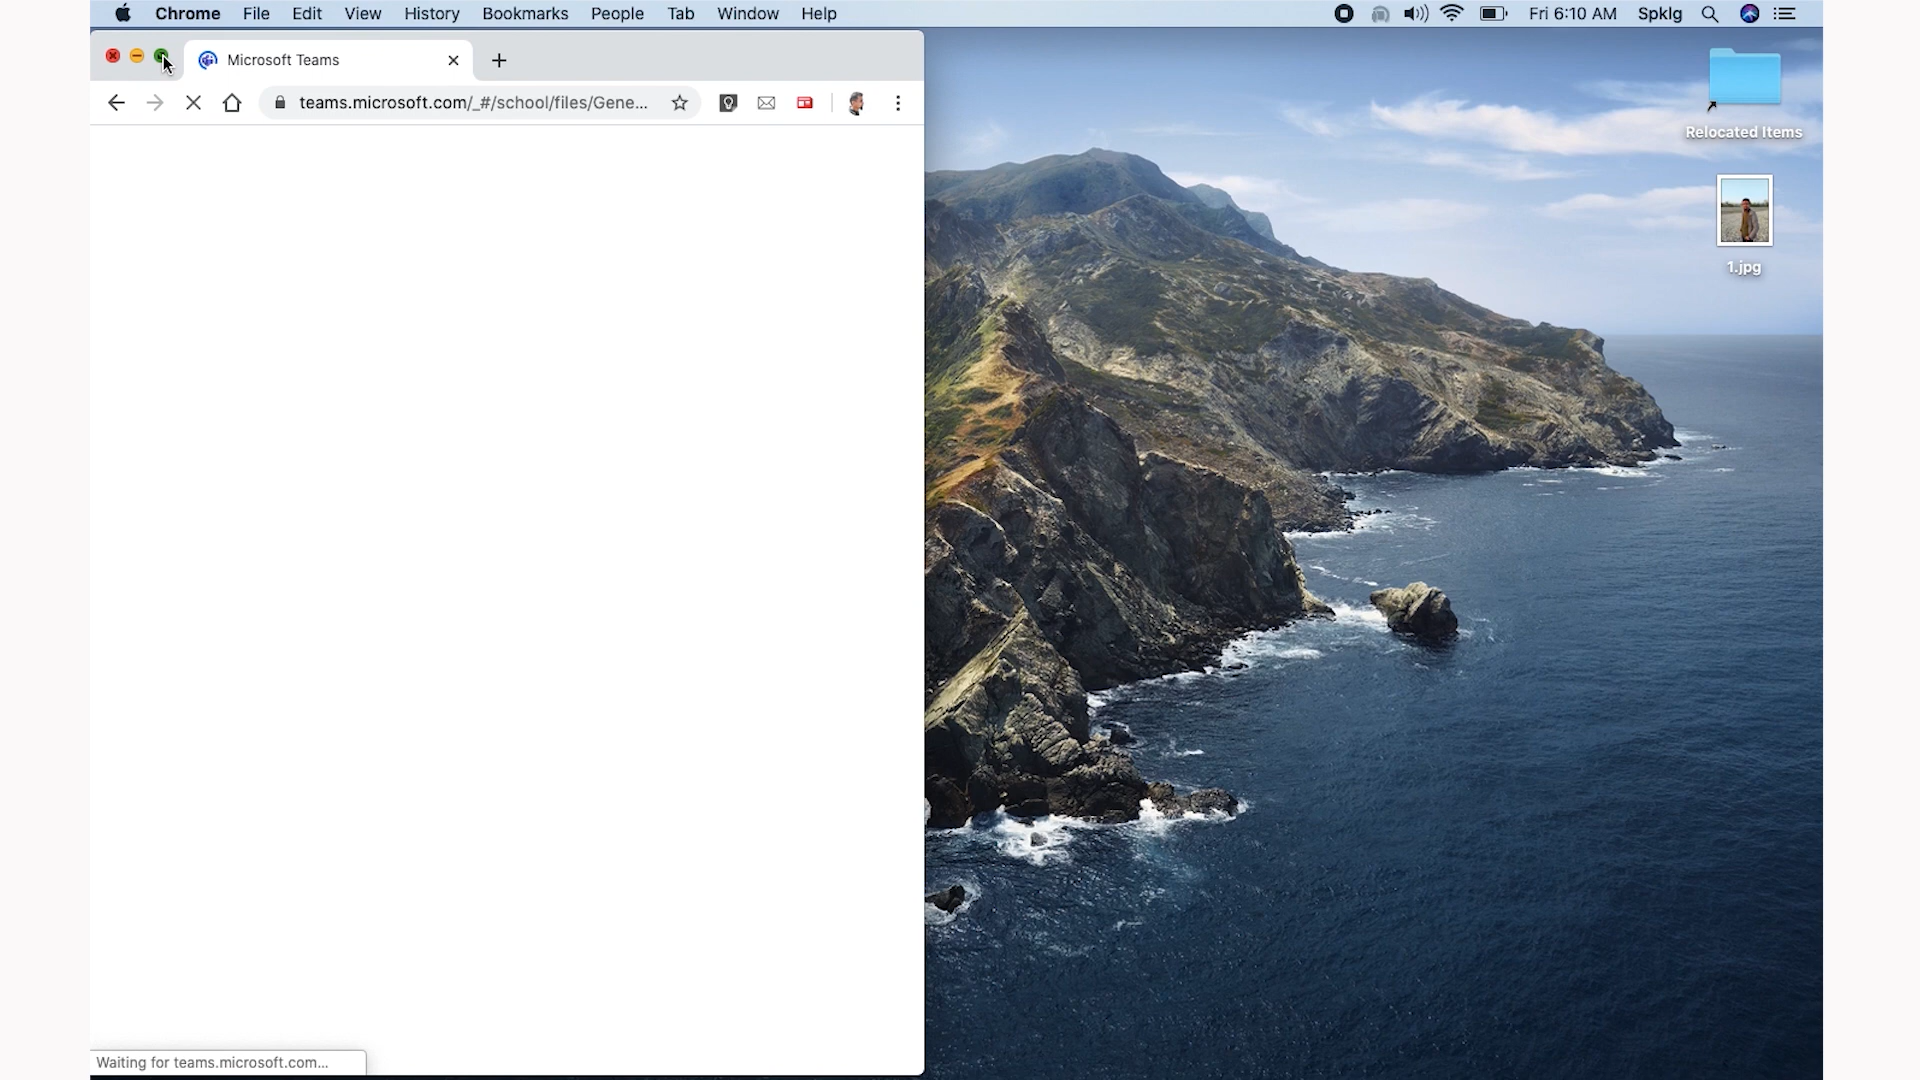 Chrome File Edit View History Bookmarks People Tab Window Help Fri 6:10 AM Spklg
Microsoft Teams
teams.microsoft.com/_#/school/files/Gene...
Relocated Items
1.jpg
Waiting for teams.microsoft.com...